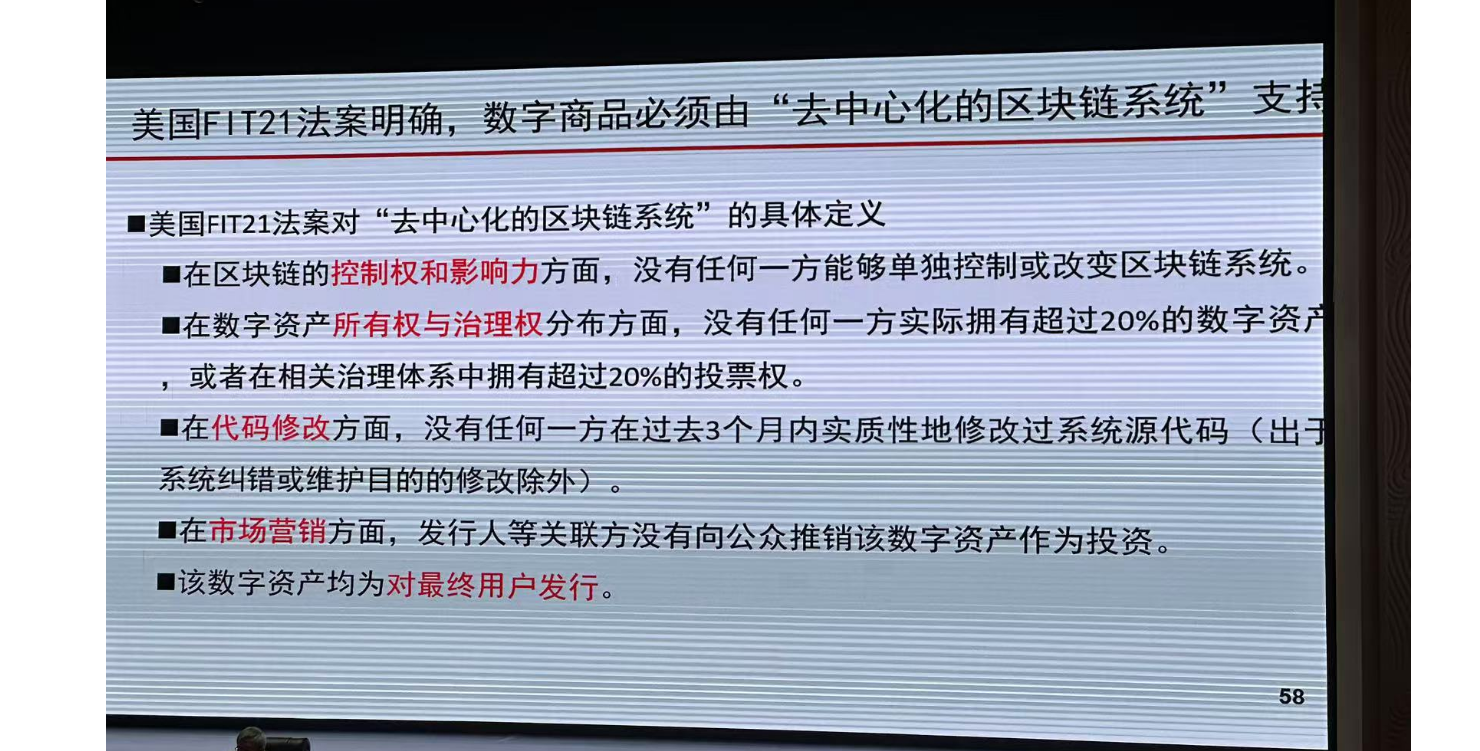 美国FIT21法案明确，数字商品必须由“去中心化的区块链系统”支持
■美国FIT21法案对“去中心化的区块链系统”的具体定义
■在区块链的控制权和影响力方面，没有任何一方能够单独控制或改变区块链系统。
■在数字资产所有权与治理权分布方面，没有任何一方实际拥有超过20%的数字资产
，或者在相关治理体系中拥有超过20%的投票权。
■在代码修改方面，没有任何一方在过去3个月内实质性地修改过系统源代码（出于
系统纠错或维护目的的修改除外）。
■在市场营销方面，发行人等关联方没有向公众推销该数字资产作为投资。
■该数字资产均为对最终用户发行。
58